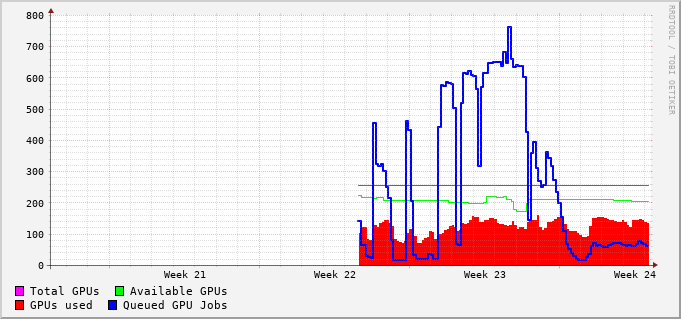 800
700
600
500
400
300
200
100
0
Week 21 Week 22 Week 23 Week 24
Total GPUs Available GPUs
GPUs used Queued GPU Jobs
RRDTOOL / TOBI OETIKER